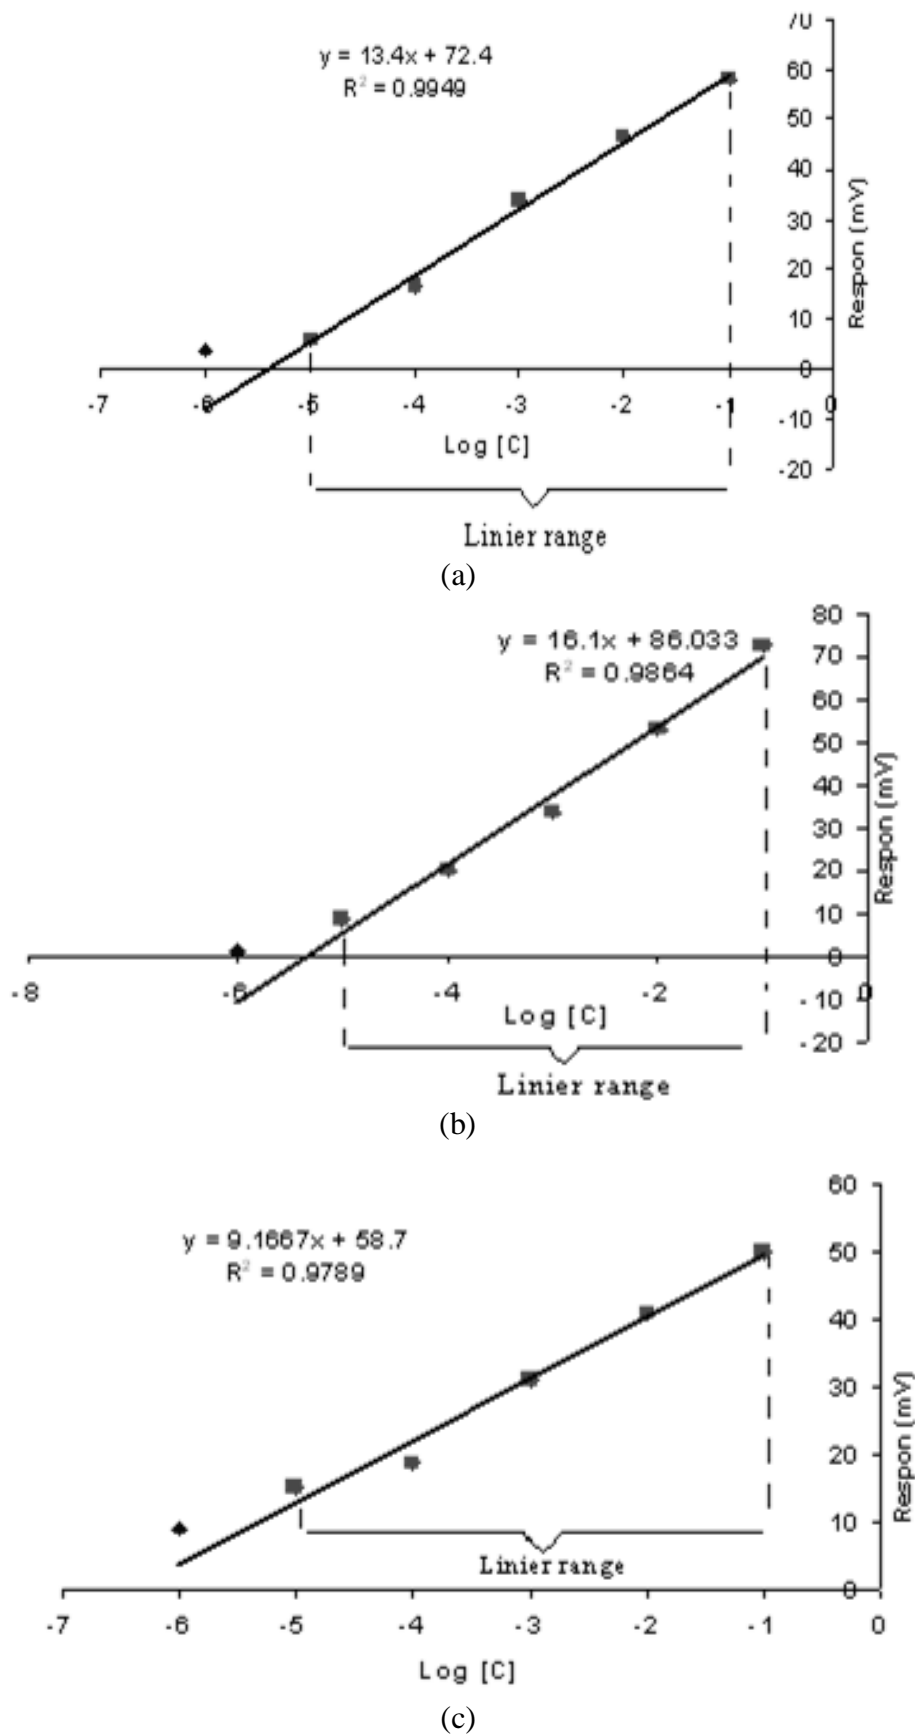 70
y = 13.4x + 72.4
R² = 0.9949
60
50
40
30
20
10
0
-7 -6 -5 -4 -3 -2 -1 0
-10
-20
Respon (mV)
Log [C]
Linier range
(a)
80
y = 16.1x + 86.033
R² = 0.9864
70
60
50
40
30
20
10
0
-8 -6 -4 -2 0
-10
-20
Respon (mV)
Log [C]
Linier range
(b)
60
y = 9.1667x + 58.7
R² = 0.9789
50
40
30
20
10
0
Respon (mV)
Linier range
-7 -6 -5 -4 -3 -2 -1 0
Log [C]
(c)